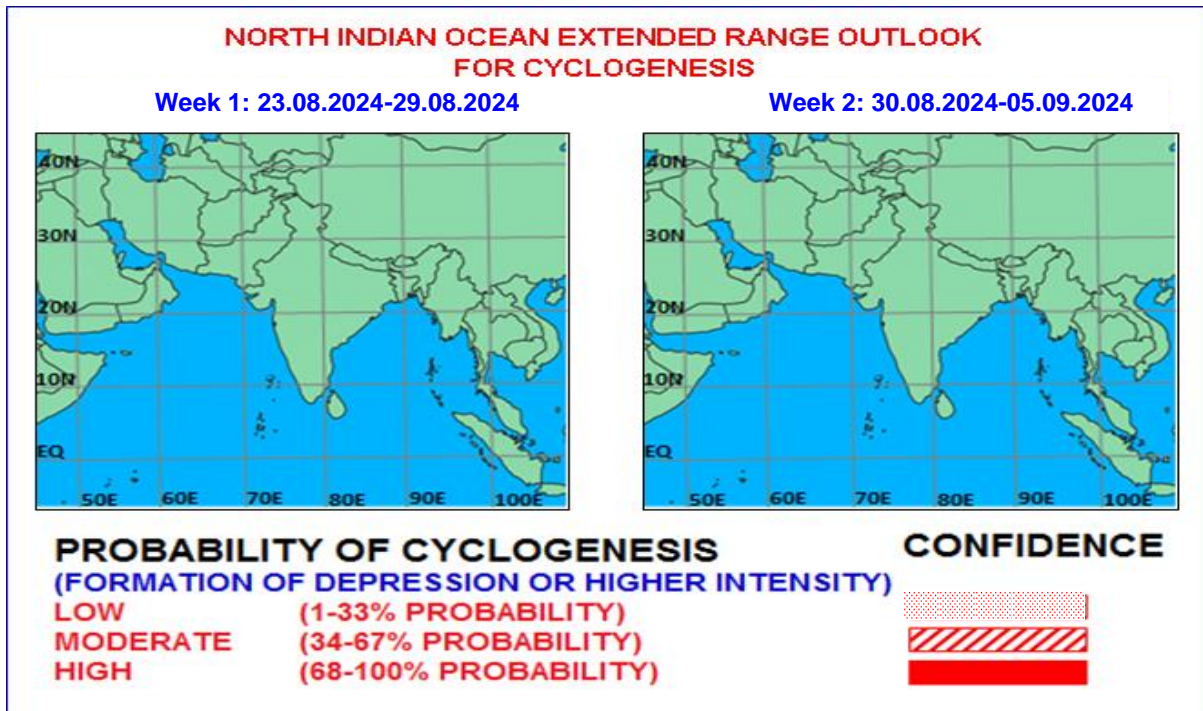 NORTH INDIAN OCEAN EXTENDED RANGE OUTLOOK
FOR CYCLOGENESIS
Week 1: 23.08.2024-29.08.2024
Week 2: 30.08.2024-05.09.2024
40N
30N
20N
10N
EQ
50E 60E 70E 80E 90E 100E
40N
30N
20N
10N
EQ
50E 60E 70E 80E 90E 100E
PROBABILITY OF CYCLOGENESIS
CONFIDENCE
(FORMATION OF DEPRESSION OR HIGHER INTENSITY)
LOW (1-33% PROBABILITY)
MODERATE (34-67% PROBABILITY)
HIGH (68-100% PROBABILITY)